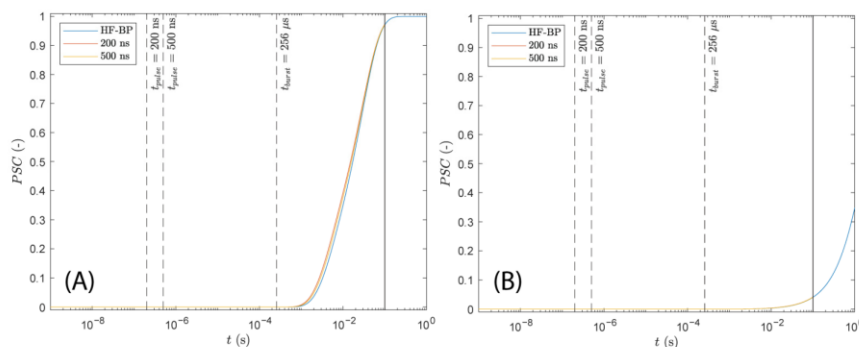 HF-BP
200 ns
500 ns
t_pulse = 200 ns
t_pulse = 500 ns
t_burst = 256 μs
1
0.9
0.8
0.7
0.6
0.5
0.4
0.3
0.2
0.1
0
PSC (-)
(A)
10^-8
10^-6
10^-4
10^-2
10^0
t (s)
HF-BP
200 ns
500 ns
t_pulse = 200 ns
t_pulse = 500 ns
t_burst = 256 μs
1
0.9
0.8
0.7
0.6
0.5
0.4
0.3
0.2
0.1
0
PSC (-)
(B)
10^-8
10^-6
10^-4
10^-2
10^0
t (s)